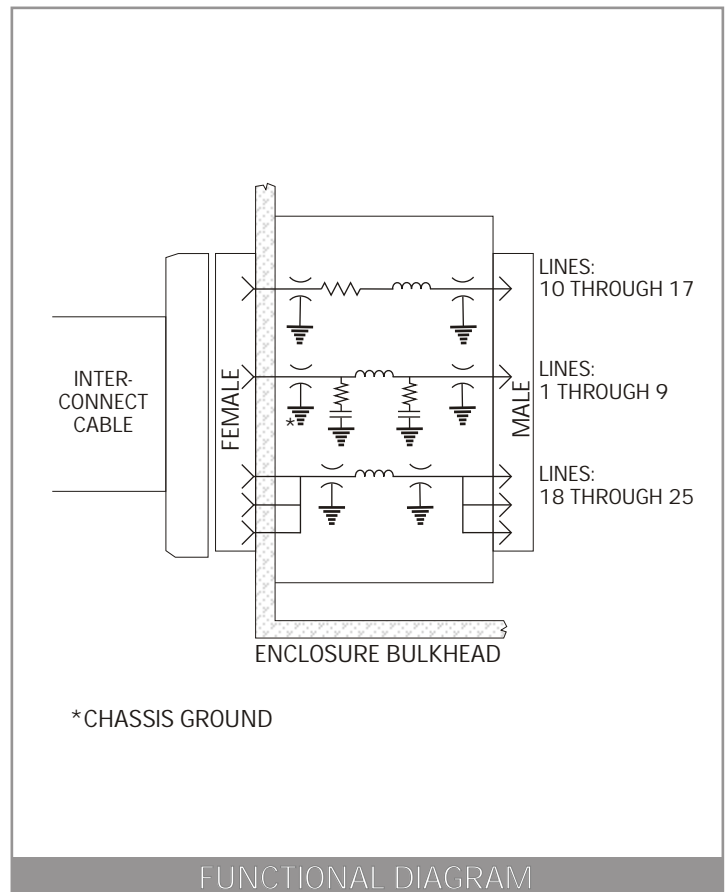 LINES:
10 THROUGH 17
INTER-
CONNECT
CABLE
FEMALE
MALE
LINES:
1 THROUGH 9
*
LINES:
18 THROUGH 25
ENCLOSURE BULKHEAD
*CHASSIS GROUND
FUNCTIONAL DIAGRAM